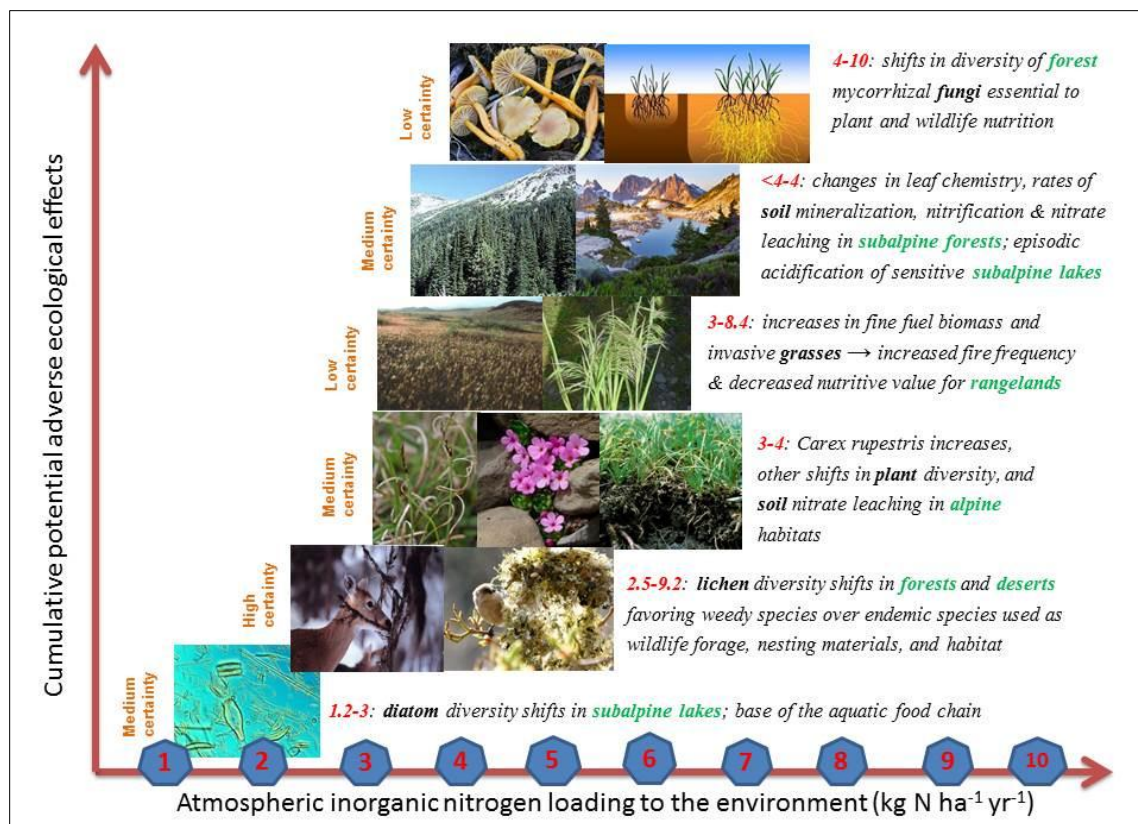 Cumulative potential adverse ecological effects
Low
certainty
4-10: shifts in diversity of forest
mycorrhizal fungi essential to
plant and wildlife nutrition
Medium
certainty
<4-4: changes in leaf chemistry, rates of
soil mineralization, nitrification & nitrate
leaching in subalpine forests; episodic
acidification of sensitive subalpine lakes
Low
certainty
3-8.4: increases in fine fuel biomass and
invasive grasses → increased fire frequency
& decreased nutritive value for rangelands
Medium
certainty
3-4: Carex rupestris increases,
other shifts in plant diversity, and
soil nitrate leaching in alpine
habitats
High
certainty
2.5-9.2: lichen diversity shifts in forests and deserts
favoring weedy species over endemic species used as
wildlife forage, nesting materials, and habitat
Medium
certainty
1.2-3: diatom diversity shifts in subalpine lakes; base of the aquatic food chain
1 2 3 4 5 6 7 8 9 10
Atmospheric inorganic nitrogen loading to the environment (kg N ha⁻¹ yr⁻¹)